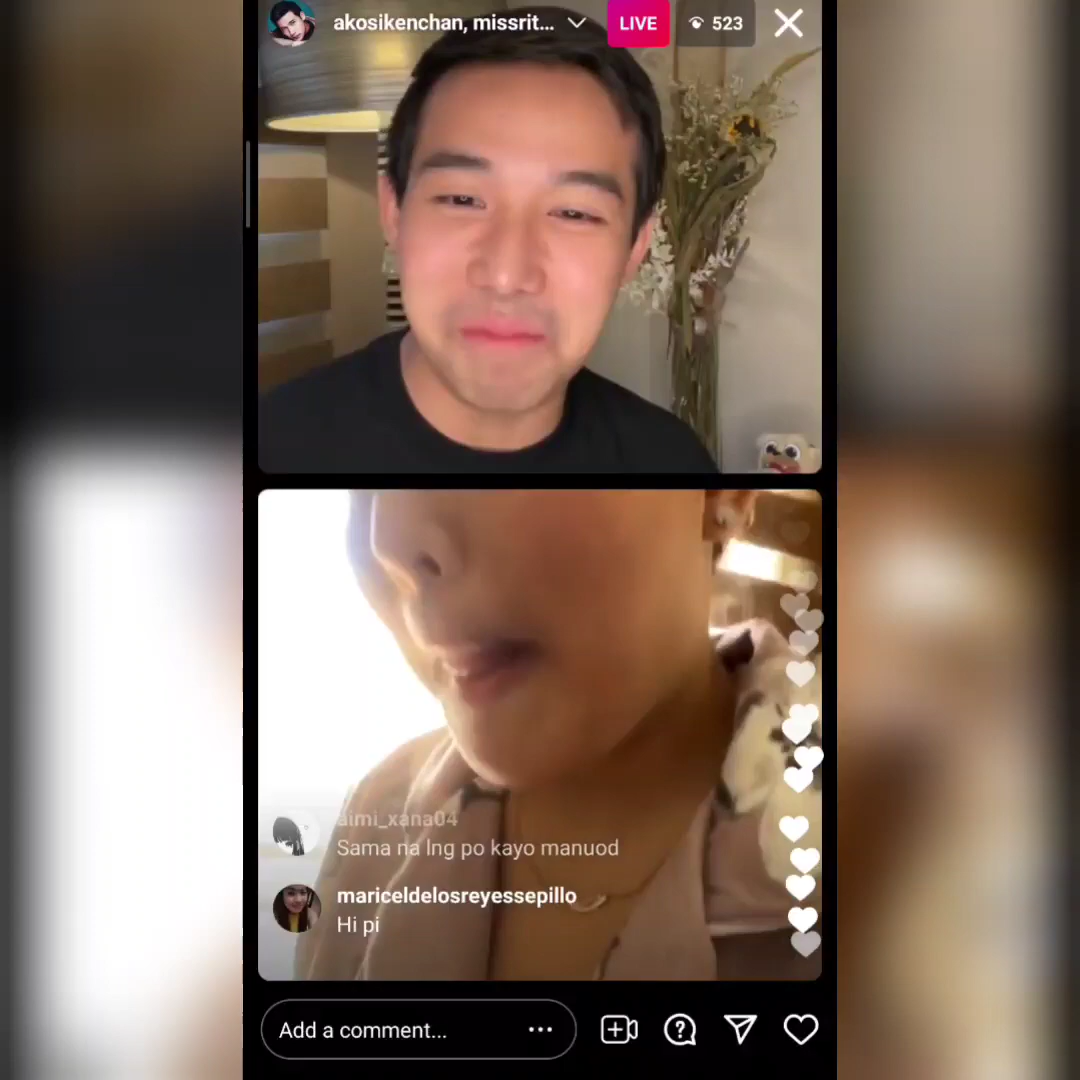 akosikenchan, missrit...
LIVE
523
aimi_xana04
Sama na lng po kayo manuod
mariceldelosreyessepillo
Hi pi
Add a comment...